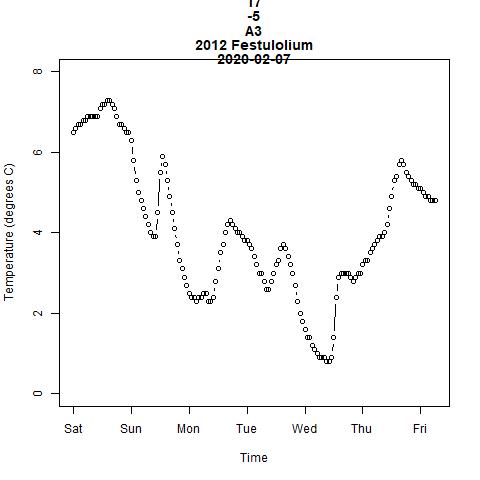 17
-5
A3
2012 Festulolium
2020-02-07
Temperature (degrees C)
8
6
4
2
0
Sat Sun Mon Tue Wed Thu Fri
Time